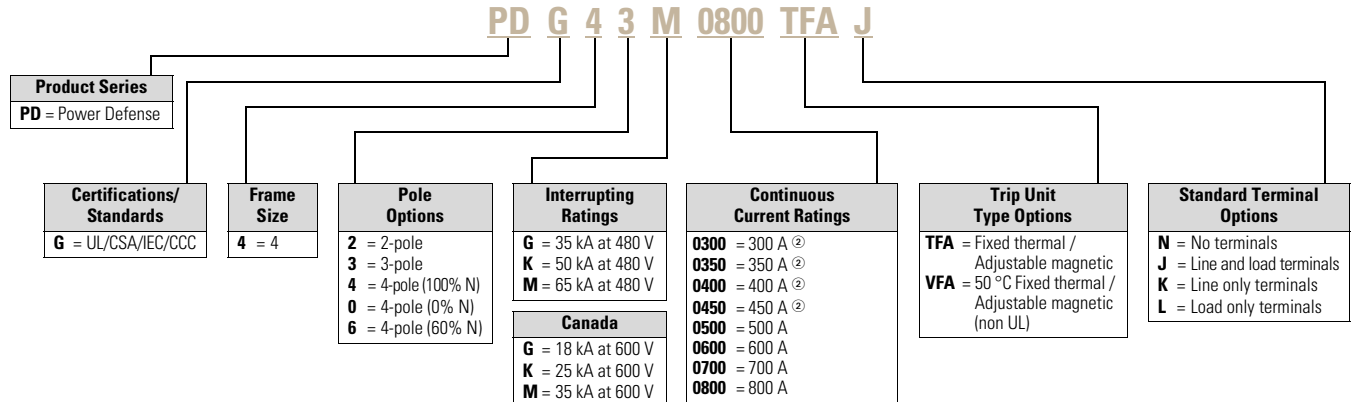 PD G 4 3 M 0800 TFA J
Product Series
PD = Power Defense
Certifications/
Standards
G = UL/CSA/IEC/CCC
Frame
Size
4 = 4
Pole
Options
2 = 2-pole
3 = 3-pole
4 = 4-pole (100% N)
0 = 4-pole (0% N)
6 = 4-pole (60% N)
Interrupting
Ratings
G = 35 kA at 480 V
K = 50 kA at 480 V
M = 65 kA at 480 V
Canada
G = 18 kA at 600 V
K = 25 kA at 600 V
M = 35 kA at 600 V
Continuous
Current Ratings
0300 = 300 A ②
0350 = 350 A ②
0400 = 400 A ②
0450 = 450 A ②
0500 = 500 A
0600 = 600 A
0700 = 700 A
0800 = 800 A
Trip Unit
Type Options
TFA = Fixed thermal /
Adjustable magnetic
VFA = 50 °C Fixed thermal /
Adjustable magnetic
(non UL)
Standard Terminal
Options
N = No terminals
J = Line and load terminals
K = Line only terminals
L = Load only terminals